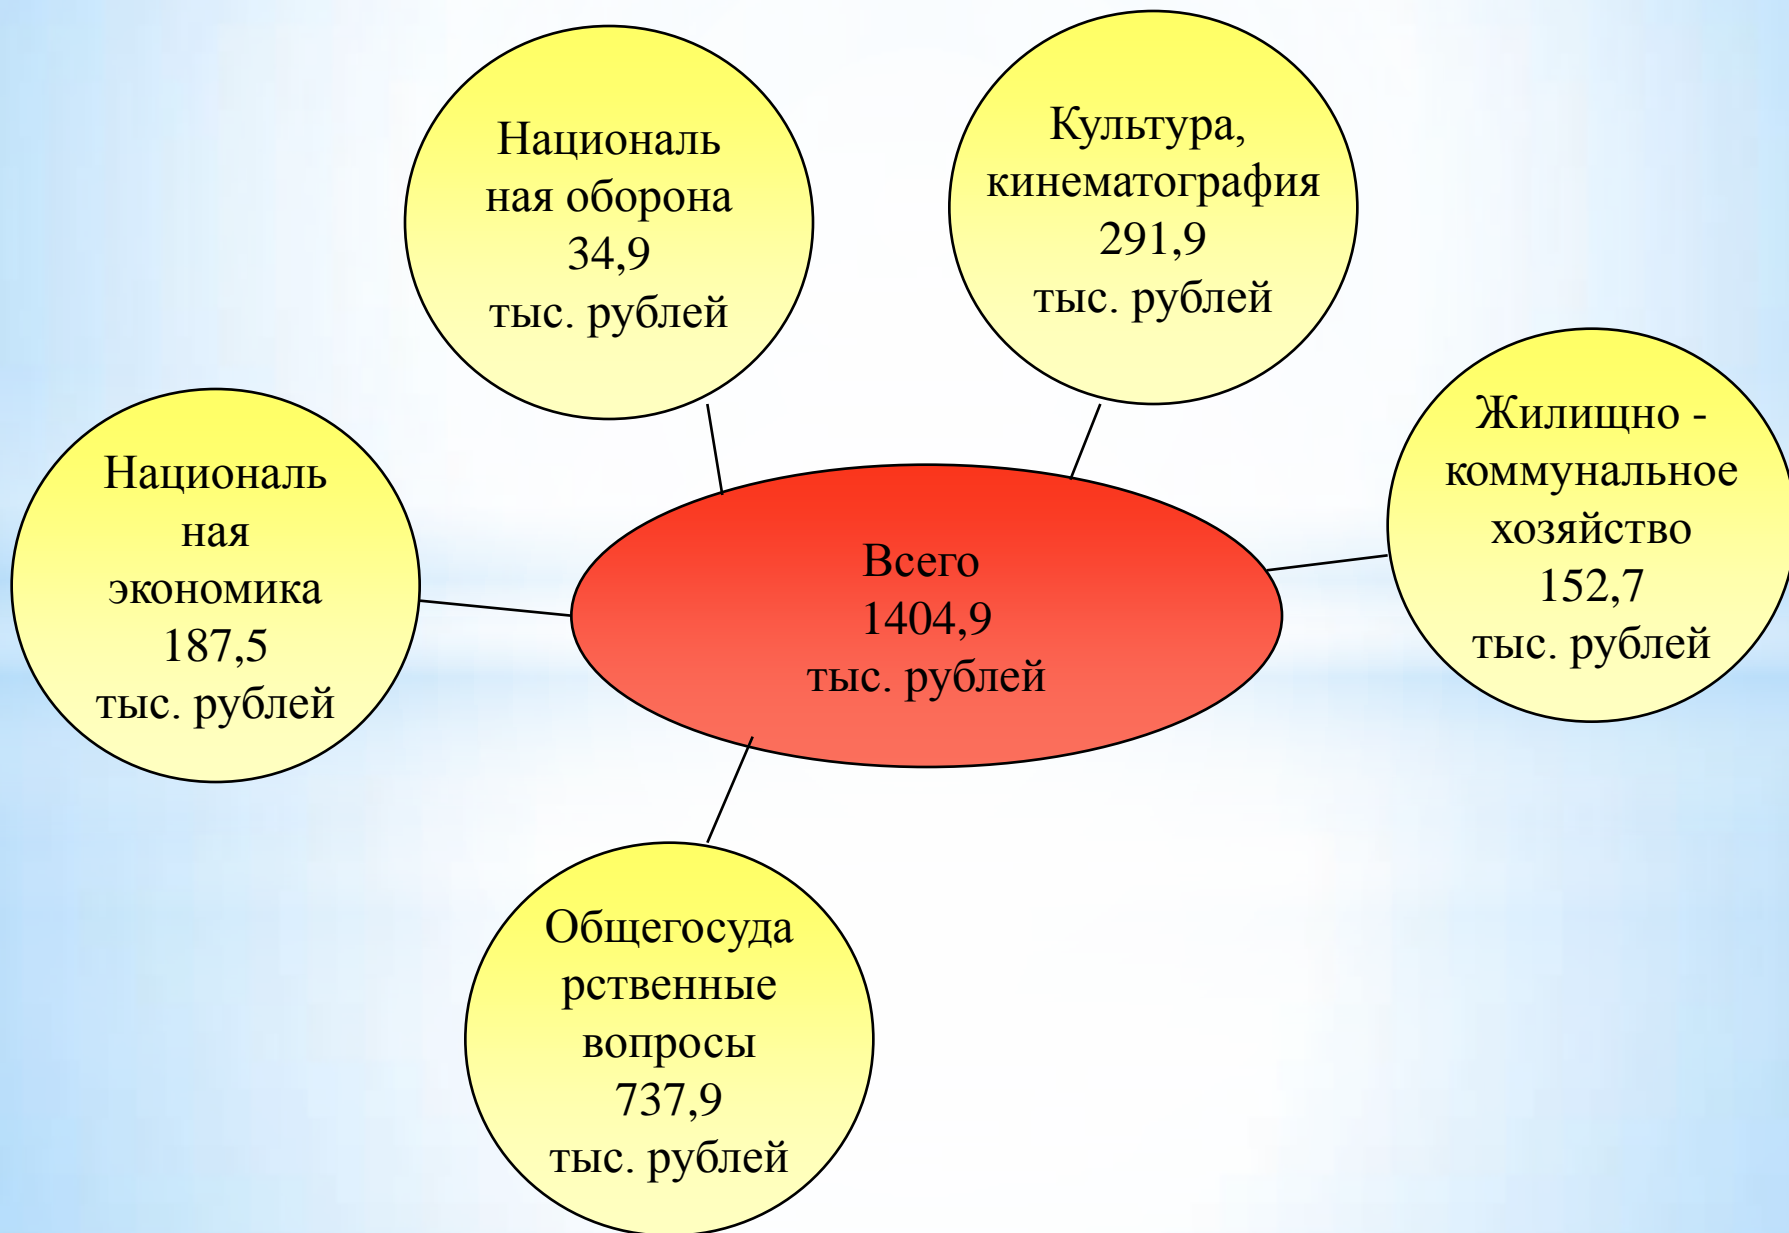 Националь
ная оборона
34,9
тыс. рублей
Культура,
кинематография
291,9
тыс. рублей
Националь
ная
экономика
187,5
тыс. рублей
Всего
1404,9
тыс. рублей
Жилищно -
коммунальное
хозяйство
152,7
тыс. рублей
Общегосуда
рственные
вопросы
737,9
тыс. рублей